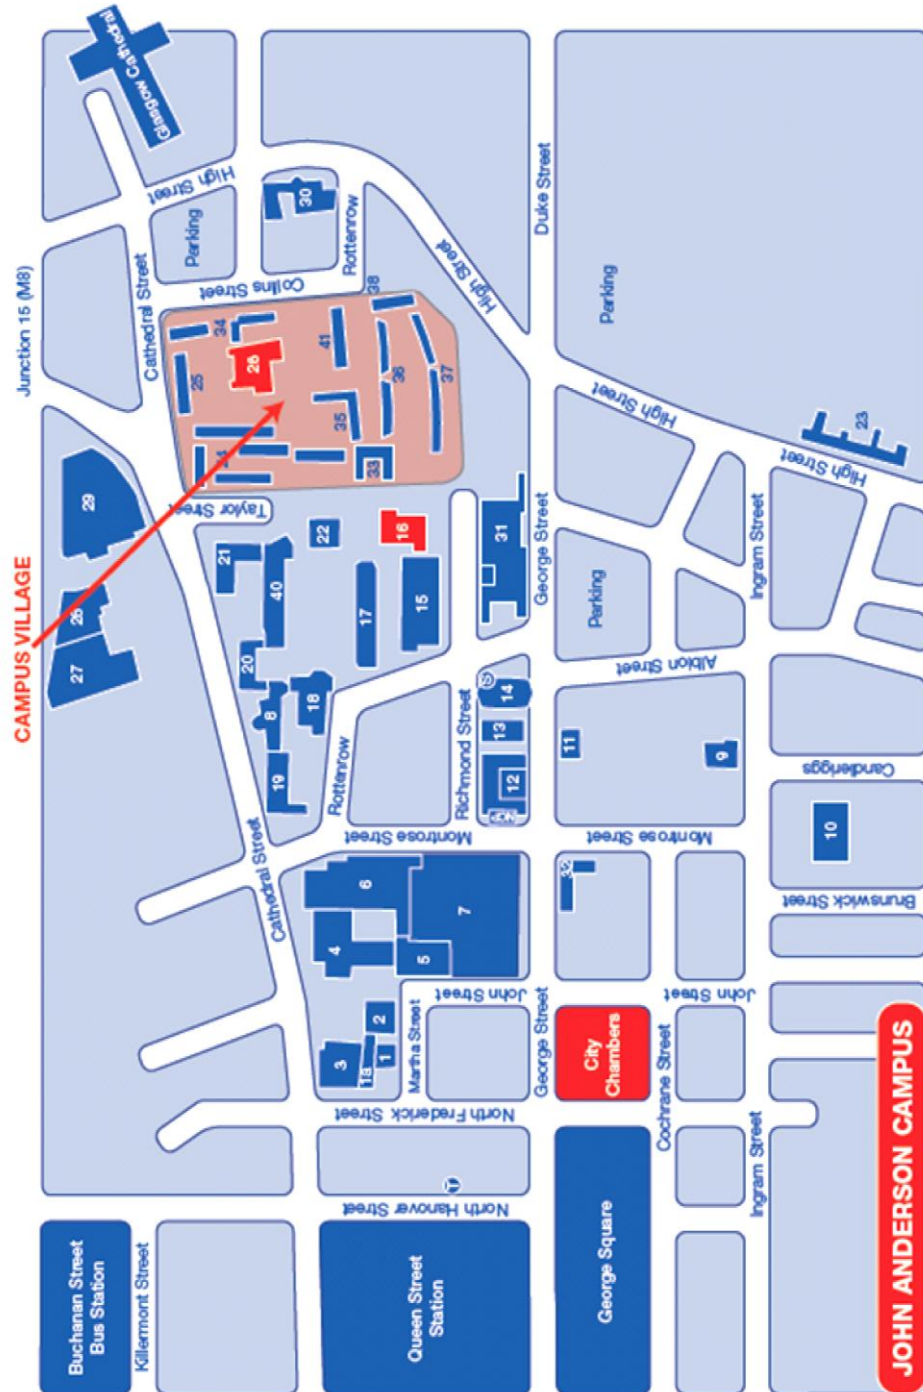 CAMPUS VILLAGE
Junction 15 (M8)
Glasgow Cathedral
Buchanan Street
Bus Station
Killermont Street
27
28
29
Cathedral Street
Cathedral Street
High Street
Parking
Taylor Street
Collins Street
19
8
20
21
40
18
22
24
25
34
26
30
Rottenrow
Rottenrow
Queen Street
Station
North Hanover Street
North Frederick Street
3
1
2
Martha Street
4
5
6
7
John Street
Montrose Street
17
15
16
33
35
41
36
37
38
High Street
Richmond Street
12
13
14
31
George Street
George Street
Duke Street
George Square
City
Chambers
32
11
9
Montrose Street
Albion Street
Parking
High Street
Parking
Cochrane Street
John Street
Ingram Street
Ingram Street
Brunswick Street
10
Candleriggs
High Street
23
JOHN ANDERSON CAMPUS